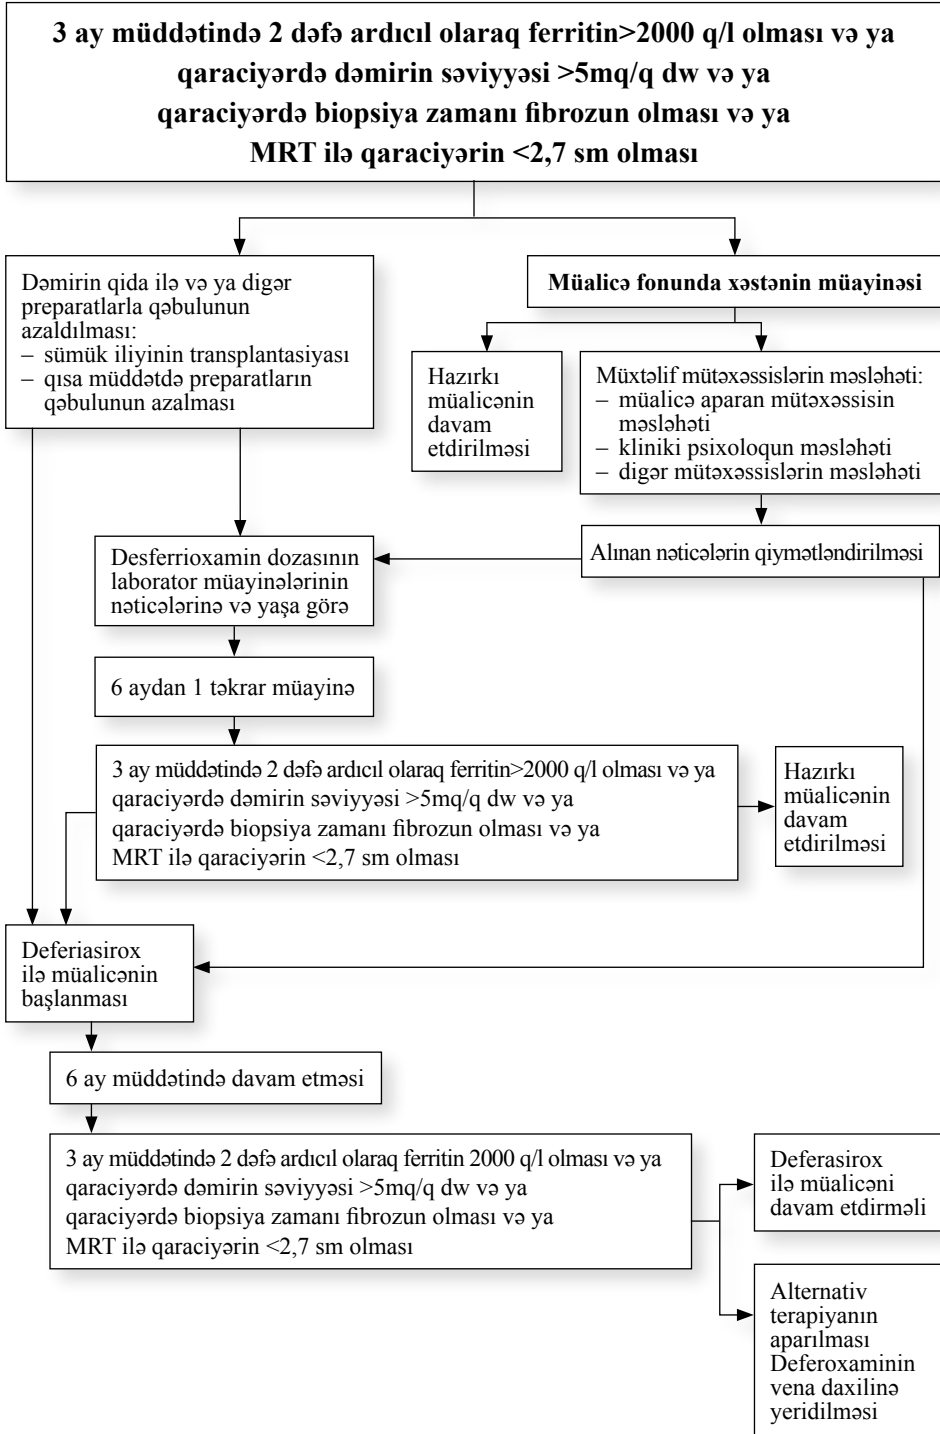 3 ay müddətində 2 dəfə ardıcıl olaraq ferritin>2000 q/l olması və ya
qaraciyərdə dəmirin səviyyəsi >5mq/q dw və ya
qaraciyərdə biopsiya zamanı fibrozun olması və ya
MRT ilə qaraciyərin <2,7 sm olması
Dəmirin qida ilə və ya digər
preparatlarla qəbulunun
azaldılması:
– sümük iliyinin transplantasiyası
– qısa müddətdə preparatların
qəbulunun azalması
Müalicə fonunda xəstənin müayinəsi
Hazırkı
müalicənin
davam
etdirilməsi
Müxtəlif mütəxəssislərin məsləhəti:
– müalicə aparan mütəxəssisin
məsləhəti
– kliniki psixoloqun məsləhəti
– digər mütəxəssislərin məsləhəti
Desferrioxamin dozasının
laborator müayinələrinin
nəticələrinə və yaşa görə
Alınan nəticələrin qiymətləndirilməsi
6 aydan 1 təkrar müayinə
3 ay müddətində 2 dəfə ardıcıl olaraq ferritin>2000 q/l olması və ya
qaraciyərdə dəmirin səviyyəsi >5mq/q dw və ya
qaraciyərdə biopsiya zamanı fibrozun olması və ya
MRT ilə qaraciyərin <2,7 sm olması
Hazırkı
müalicənin
davam
etdirilməsi
Deferiasirox
ilə müalicənin
başlanması
6 ay müddətində davam etməsi
3 ay müddətində 2 dəfə ardıcıl olaraq ferritin 2000 q/l olması və ya
qaraciyərdə dəmirin səviyyəsi >5mq/q dw və ya
qaraciyərdə biopsiya zamanı fibrozun olması və ya
MRT ilə qaraciyərin <2,7 sm olması
Deferasirox
ilə müalicəni
davam etdirməli
Alternativ
terapiyanın
aparılması
Deferoxaminin
vena daxilinə
yeridilməsi